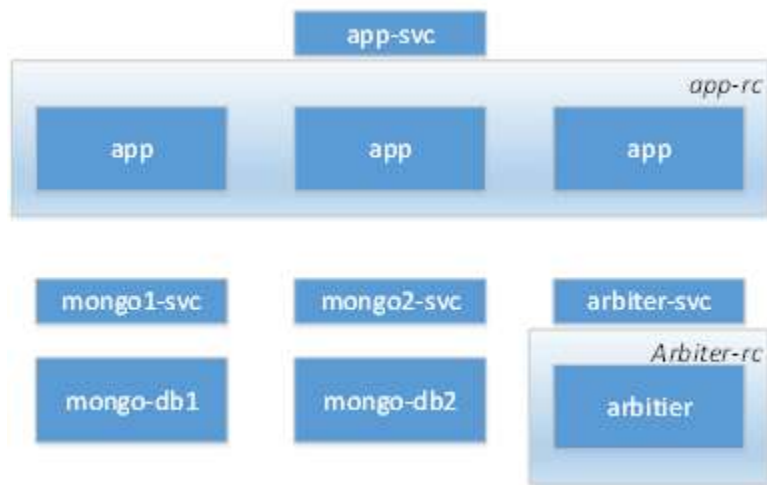 app-svc
app-rc
app app app
mongo1-svc mongo2-svc arbiter-svc
Arbiter-rc
mongo-db1 mongo-db2 arbitier